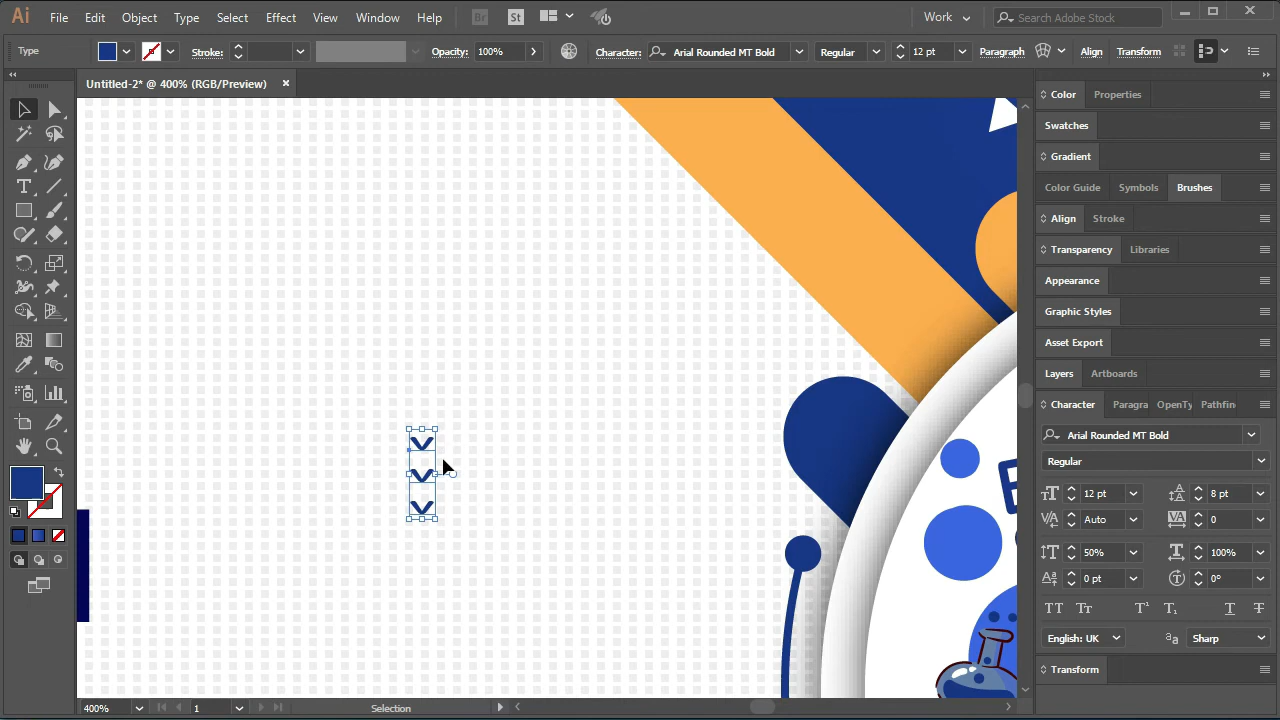 Ai File Edit Object Type Select Effect View Window Help Br St Work Search Adobe Stock
Type Stroke: Opacity: 100% Character: Arial Rounded MT Bold Regular 12 pt Paragraph Align Transform
Untitled-2* @ 400% (RGB/Preview)
Color Properties
Swatches
Gradient
Color Guide Symbols Brushes
Align Stroke
Transparency Libraries
Appearance
Graphic Styles
Asset Export
Layers Artboards
Character Paragra OpenTy Pathfin
Arial Rounded MT Bold
Regular
12 pt 8 pt
Auto 0
50% 100%
0 pt 0°
English: UK Sharp
Transform
v
v
v
400% 1 Selection